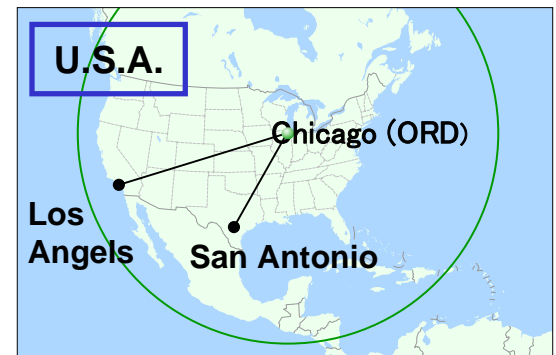 U.S.A.
Chicago (ORD)
Los
Angels
San Antonio